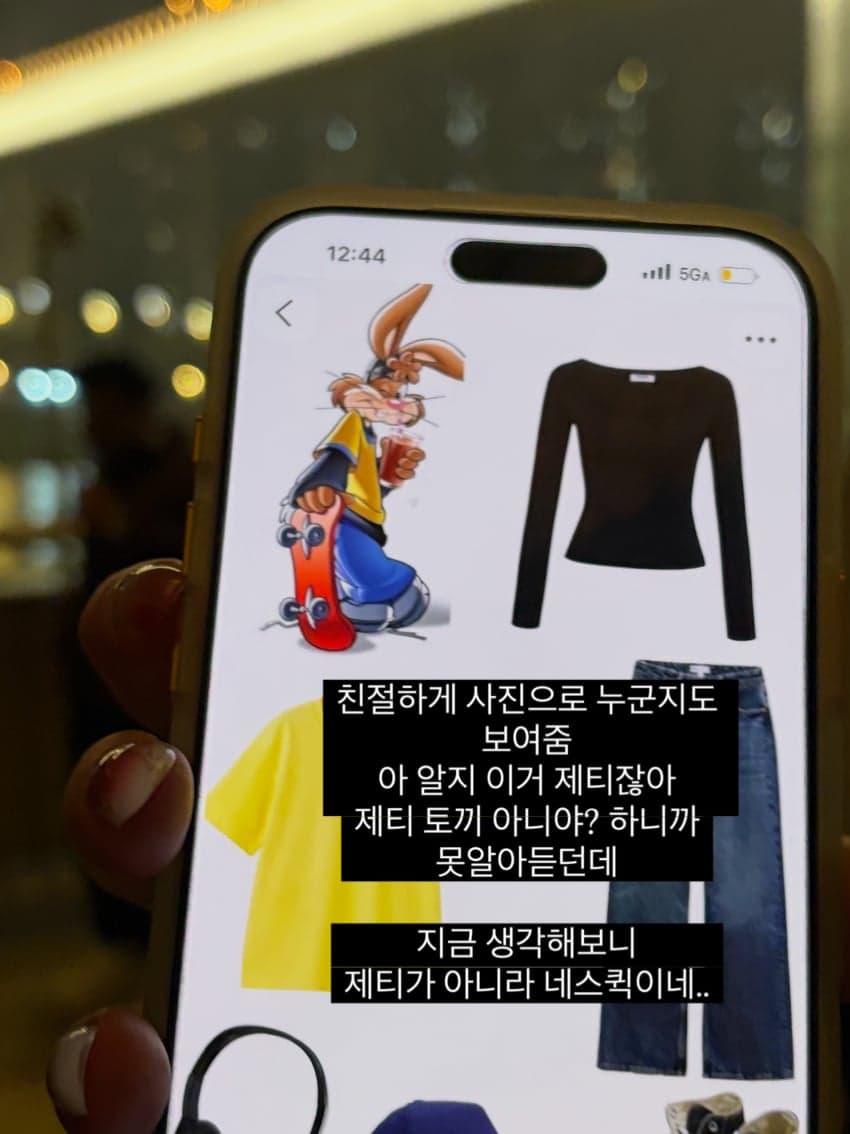 12:44
5GA
친절하게 사진으로 누군지도
보여줌
아 알지 이거 제티잖아
제티 토끼 아니야? 하니까
못알아듣던데
지금 생각해보니
제티가 아니라 네스퀵이네..